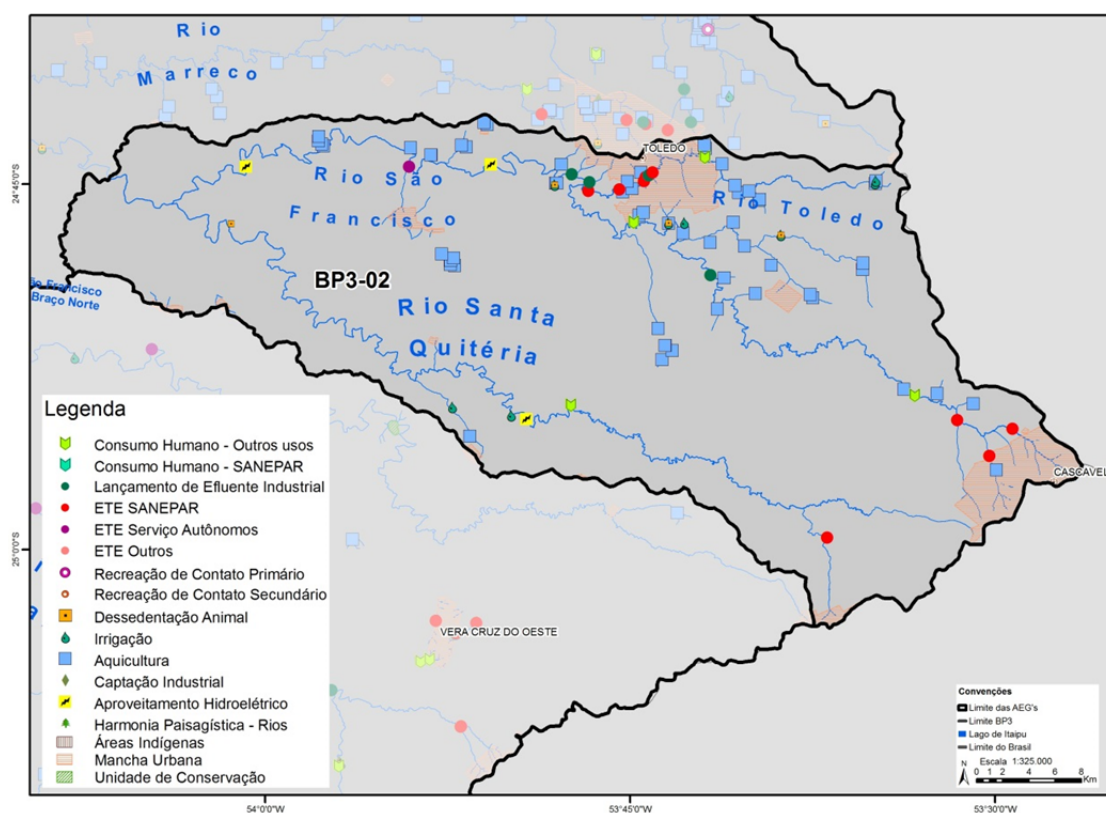 Rio
Marreco
TOLEDO
24°45'0"S
Rio São
Francisco
Rio Toledo
BP3-02
Rio Francisco
Braço Norte
Rio Santa
Quitéria
CASCAVEL
25°0'0"S
VERA CRUZ DO OESTE
Legenda
Consumo Humano - Outros usos
Consumo Humano - SANEPAR
Lançamento de Efluente Industrial
ETE SANEPAR
ETE Serviço Autônomos
ETE Outros
Recreação de Contato Primário
Recreação de Contato Secundário
Dessedentação Animal
Irrigação
Aquicultura
Captação Industrial
Aproveitamento Hidroelétrico
Harmonia Paisagística - Rios
Áreas Indígenas
Mancha Urbana
Unidade de Conservação
Convenções
Limite das AEG's
Limite BP3
Lago de Itaipu
Limite do Brasil
N
Escala 1:325.000
0 1 2 4 6 8
Km
54°0'0"W
53°45'0"W
53°30'0"W